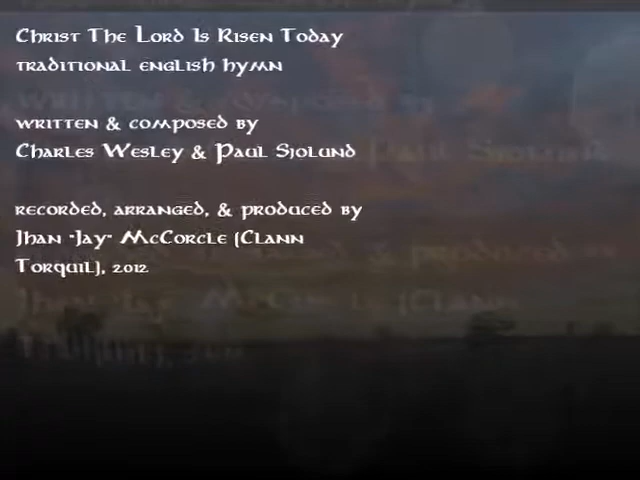 Christ The Lord Is Risen Today
traditional english hymn
written & composed by
Charles Wesley & Paul Sjolund
recorded, arranged, & produced by
Jhan "Jay" McCorcle (Clann
Torquil), 2012